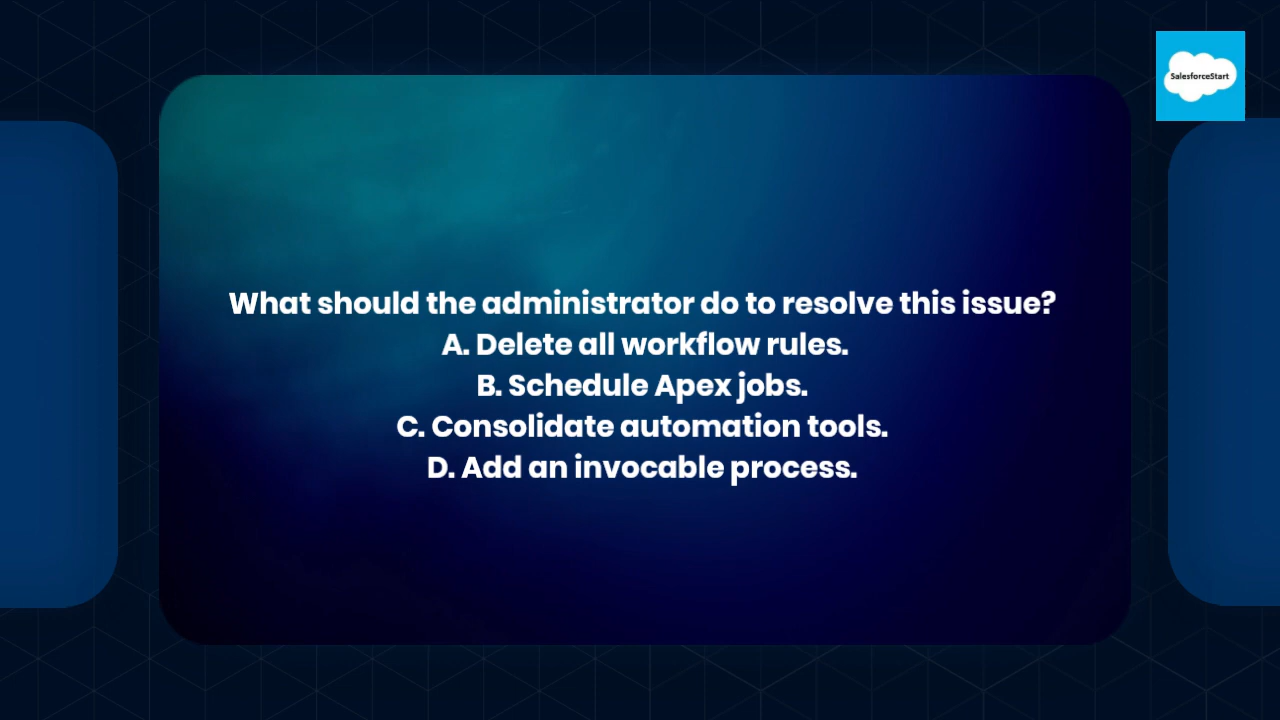 SalesforceStart
What should the administrator do to resolve this issue?
A. Delete all workflow rules.
B. Schedule Apex jobs.
C. Consolidate automation tools.
D. Add an invocable process.